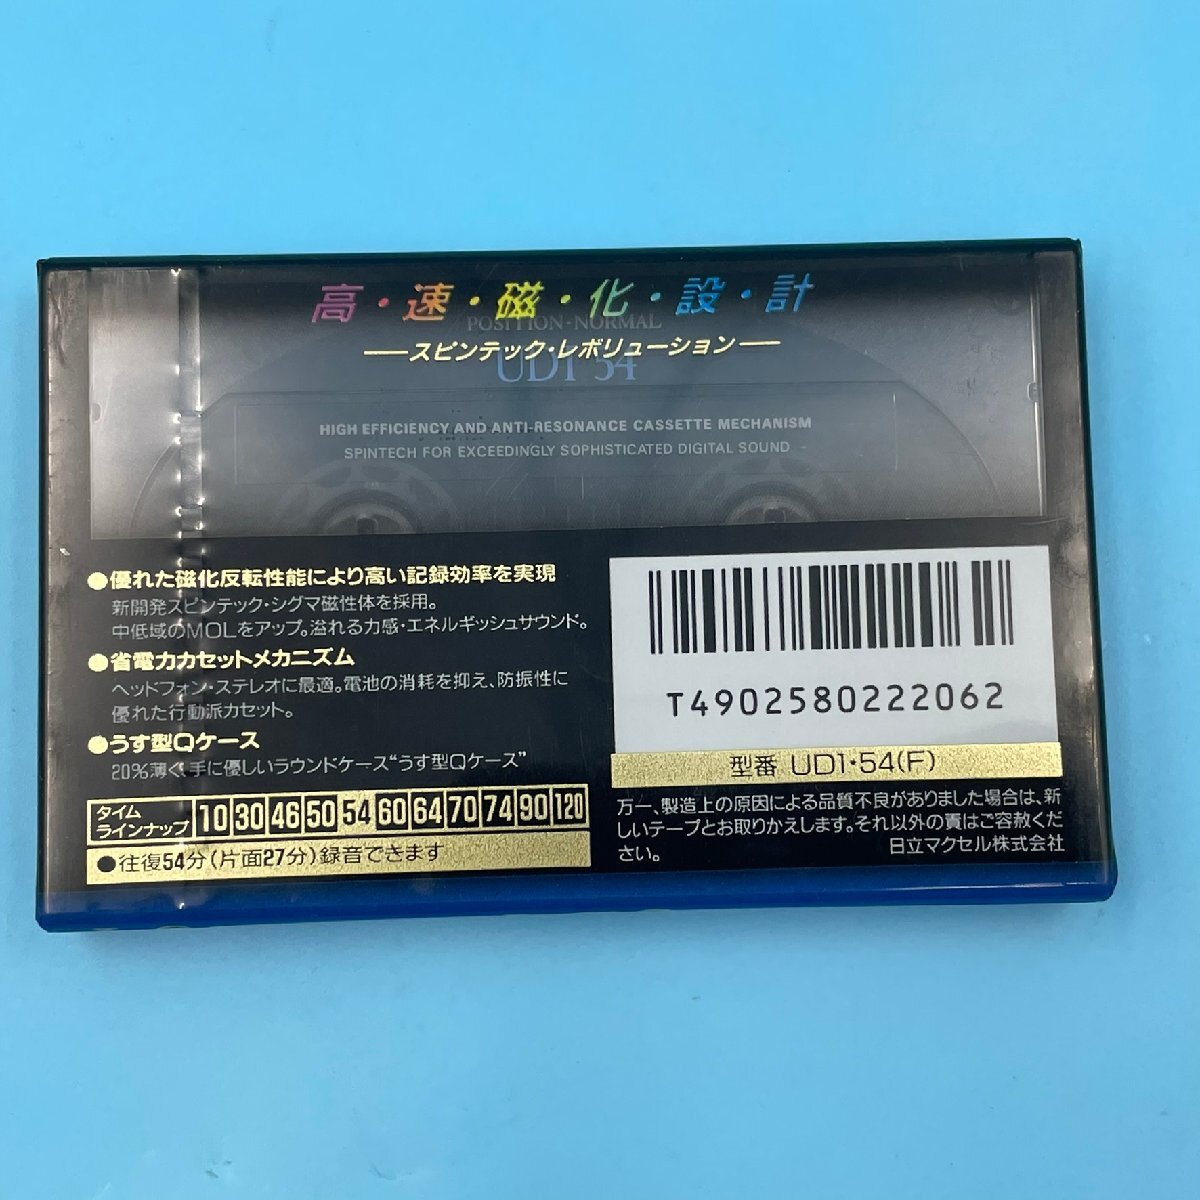 高・速・磁・化・設・計
POSITION・NORMAL
スピンテック・レボリューション
UD1 54
HIGH EFFICIENCY AND ANTI-RESONANCE CASSETTE MECHANISM
SPINTECH FOR EXCEEDINGLY SOPHISTICATED DIGITAL SOUND
●優れた磁化反転性能により高い記録効率を実現
新開発スピンテック・シグマ磁性体を採用。
中低域のMOLをアップ。溢れる力感・エネルギッシュサウンド。
●省電力カセットメカニズム
ヘッドフォン・ステレオに最適。電池の消耗を抑え、防振性に
優れた行動派カセット。
●うす型Qケース
20%薄く、手に優しいラウンドケース“うす型Qケース”
タイム
ラインナップ
10 30 46 50 54 60 64 70 74 90 120
●往復54分(片面27分)録音できます
T4902580222062
型番 UD1・54(F)
万一、製造上の原因による品質不良がありました場合は、新
しいテープとお取りかえします。それ以外の責はご容赦くだ
さい。
日立マクセル株式会社